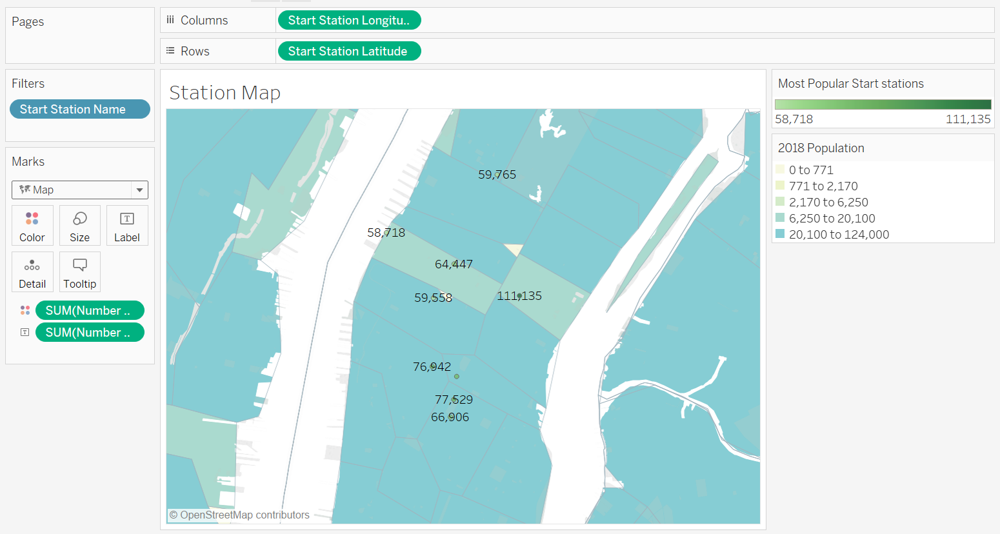 Pages
Columns
Start Station Longitu..
Rows
Start Station Latitude
Filters
Start Station Name
Marks
Map
Color
Size
T
Label
Detail
Tooltip
SUM(Number ..
T
SUM(Number ..
Station Map
59,765
58,718
64,447
59,558
111,135
76,942
77,529
66,906
© OpenStreetMap contributors
Most Popular Start stations
58,718
111,135
2018 Population
0 to 771
771 to 2,170
2,170 to 6,250
6,250 to 20,100
20,100 to 124,000